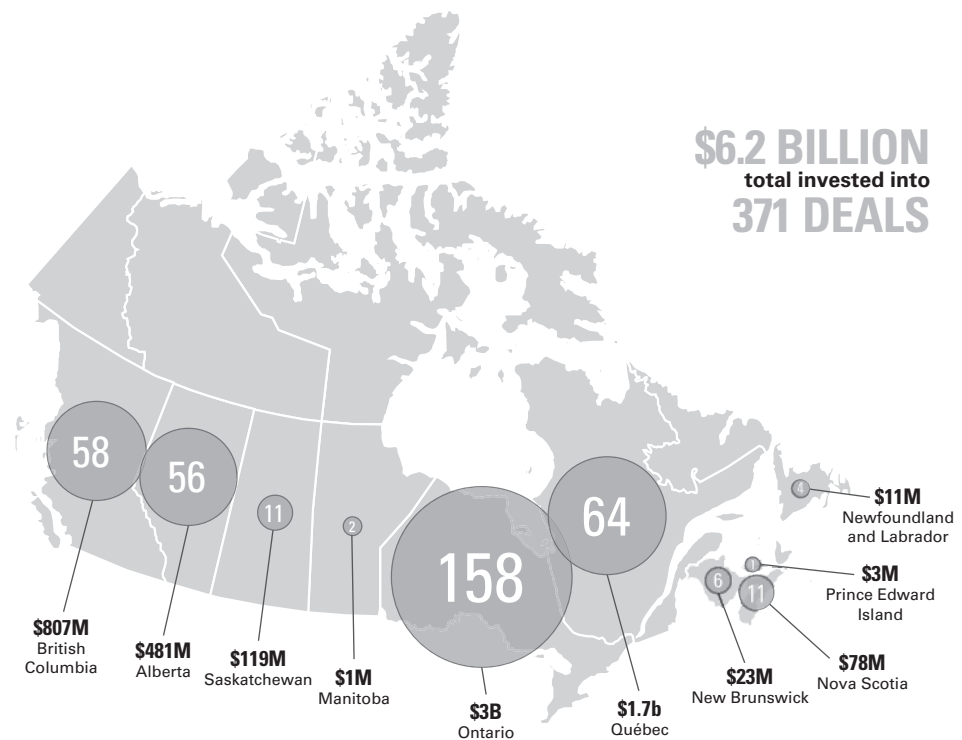 $6.2 BILLION
total invested into
371 DEALS
58
56
11
2
158
64
4
1
6
11
$11M
Newfoundland
and Labrador
$3M
Prince Edward
Island
$78M
Nova Scotia
$23M
New Brunswick
$1.7b
Québec
$3B
Ontario
$1M
Manitoba
$119M
Saskatchewan
$481M
Alberta
$807M
British
Columbia